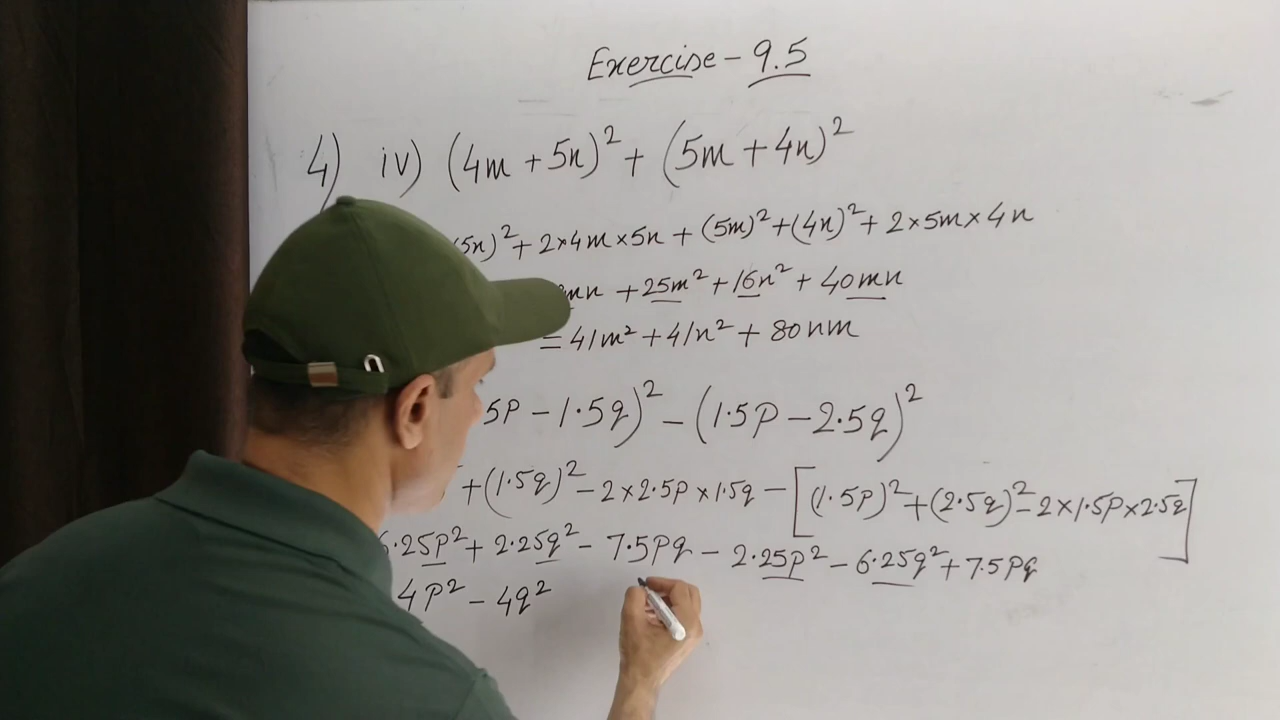 Exercise - 9.5
4) iv) (4m + 5n)² + (5m + 4n)²
5n)² + 2×4m×5n + (5m)² + (4n)² + 2×5m×4n
mn + 25m² + 16n² + 40mn
= 41m² + 41n² + 80nm
5p - 1.5q)² - (1.5p - 2.5q)²
+ (1.5q)² - 2×2.5p×1.5q - [(1.5p)² + (2.5q)² - 2×1.5p×2.5q]
6.25p² + 2.25q² - 7.5pq - 2.25p² - 6.25q² + 7.5pq
4p² - 4q²